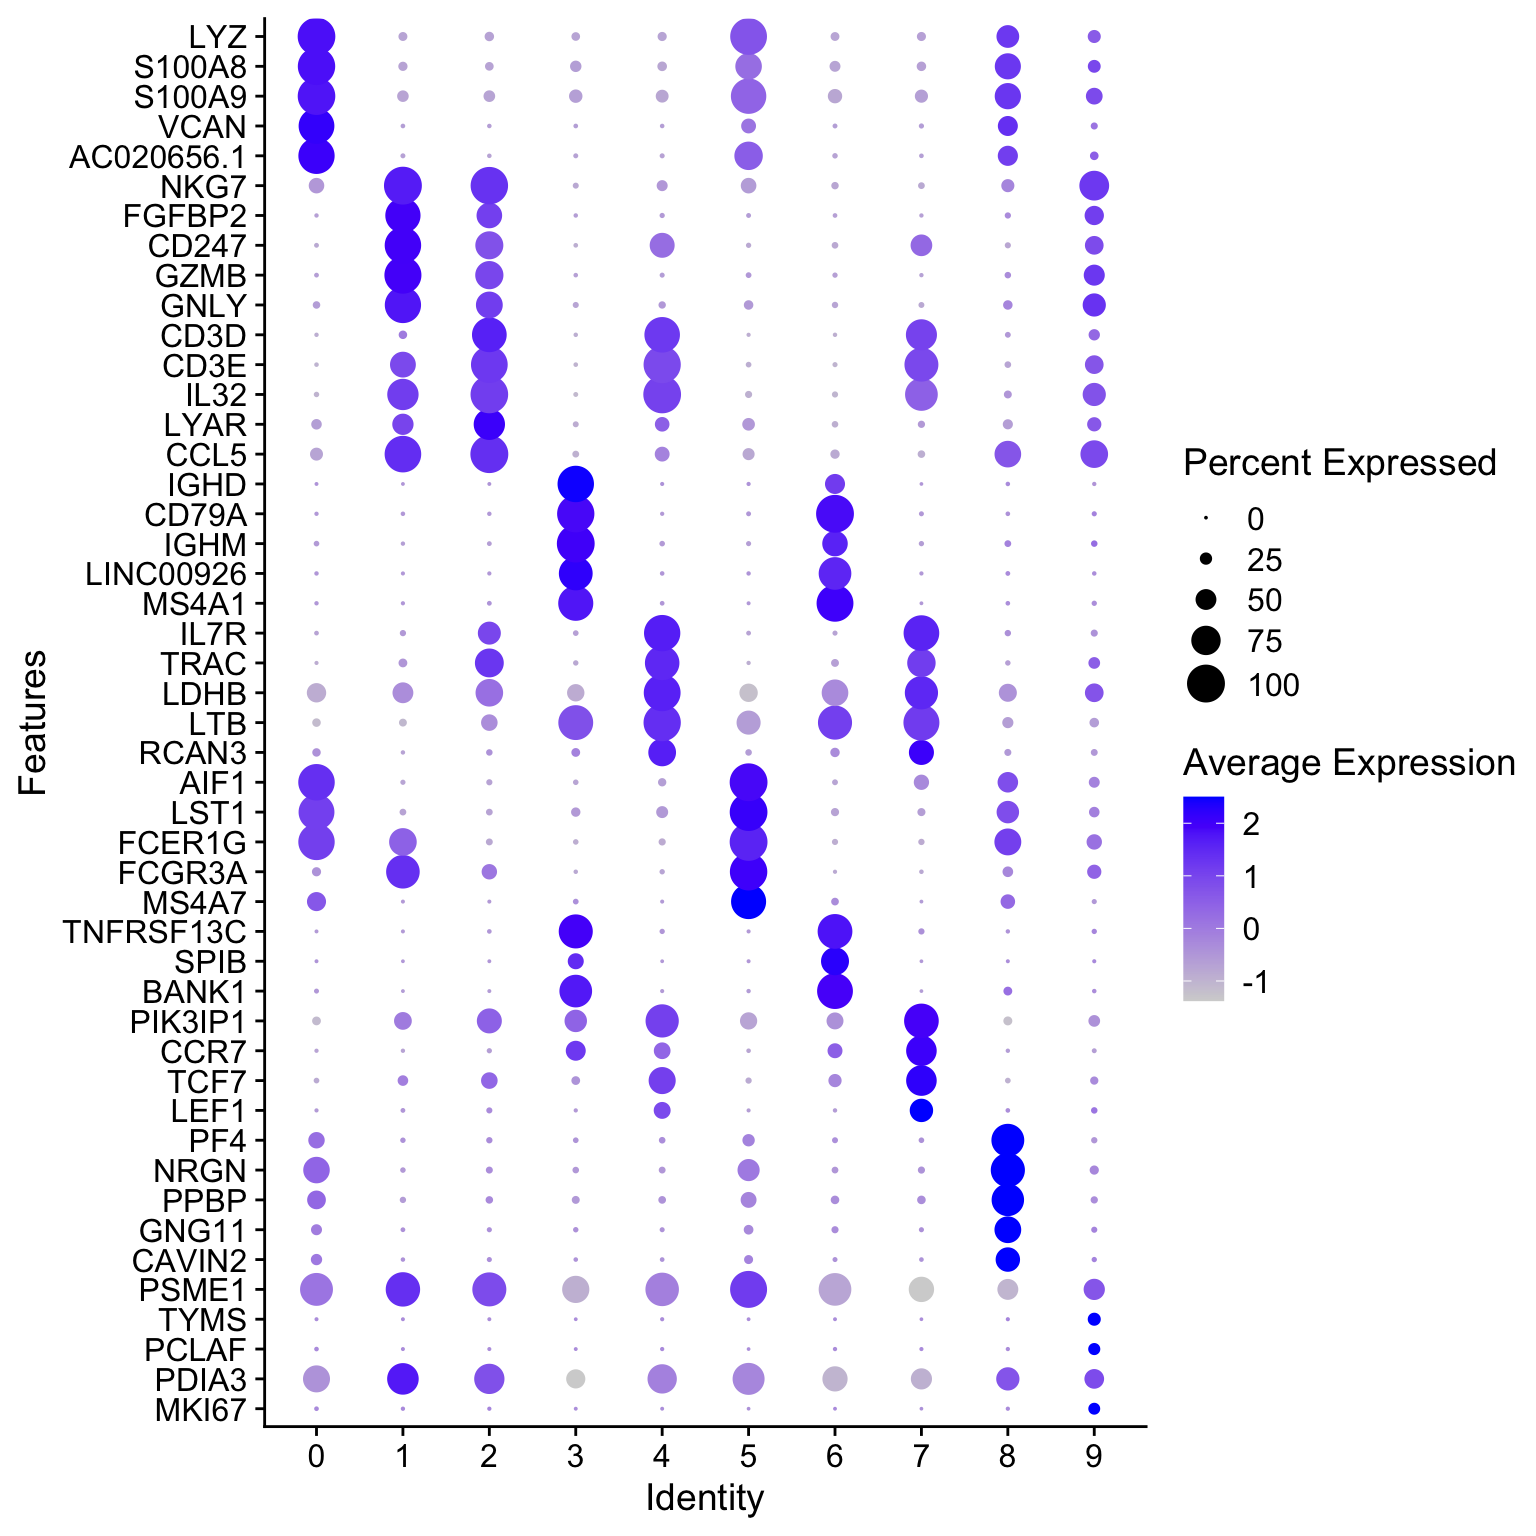 LYZ
S100A8
S100A9
VCAN
AC020656.1
NKG7
FGFBP2
CD247
GZMB
GNLY
CD3D
CD3E
IL32
LYAR
CCL5
IGHD
CD79A
IGHM
LINC00926
MS4A1
IL7R
TRAC
LDHB
LTB
RCAN3
AIF1
LST1
FCER1G
FCGR3A
MS4A7
TNFRSF13C
SPIB
BANK1
PIK3IP1
CCR7
TCF7
LEF1
PF4
NRGN
PPBP
GNG11
CAVIN2
PSME1
TYMS
PCLAF
PDIA3
MKI67
Features
0 1 2 3 4 5 6 7 8 9
Identity
Percent Expressed
0
25
50
75
100
Average Expression
2
1
0
-1